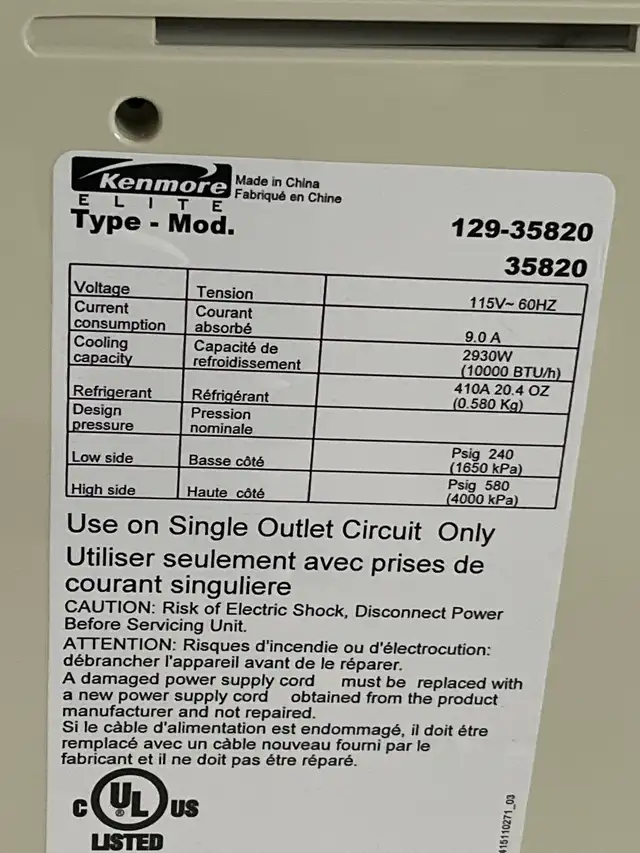 Kenmore
ELITE
Made in China
Fabriqué en Chine
Type - Mod.
129-35820
35820
Voltage Tension 115V~ 60HZ
Current consumption Courant absorbé 9.0 A
Cooling capacity Capacité de refroidissement 2930W (10000 BTU/h)
Refrigerant Réfrigérant 410A 20.4 OZ (0.580 Kg)
Design pressure Pression nominale
Low side Basse côté Psig 240 (1650 kPa)
High side Haute côté Psig 580 (4000 kPa)
Use on Single Outlet Circuit Only
Utiliser seulement avec prises de
courant singuliere
CAUTION: Risk of Electric Shock, Disconnect Power
Before Servicing Unit.
ATTENTION: Risques d'incendie ou d'électrocution:
débrancher l'appareil avant de le réparer.
A damaged power supply cord must be replaced with
a new power supply cord obtained from the product
manufacturer and not repaired.
Si le càble d'alimentation est endommagé, il doit étre
remplacé avec un càble nouveau fourni par le
fabricant et il ne doit pas étre réparé.
C UL ® US
LISTED
415110271_03